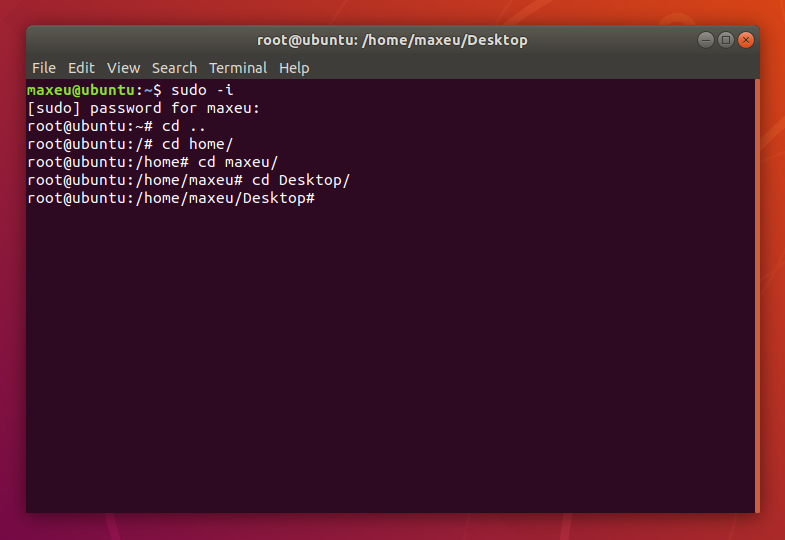 root@ubuntu: /home/maxeu/Desktop
File Edit View Search Terminal Help
maxeu@ubuntu:~$ sudo -i
[sudo] password for maxeu:
root@ubuntu:~# cd ..
root@ubuntu:/# cd home/
root@ubuntu:/home# cd maxeu/
root@ubuntu:/home/maxeu# cd Desktop/
root@ubuntu:/home/maxeu/Desktop#